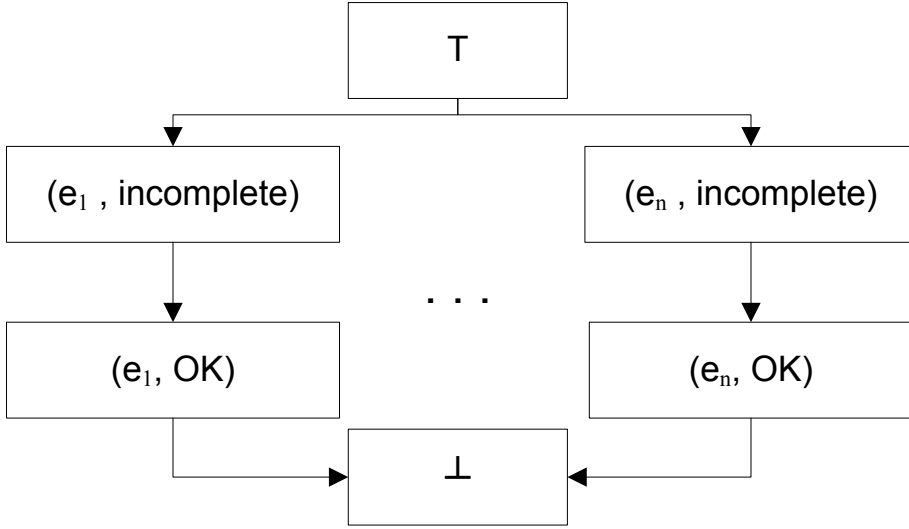 T
(e₁ , incomplete)
(eₙ , incomplete)
. . .
(e₁, OK)
(eₙ, OK)
⊥